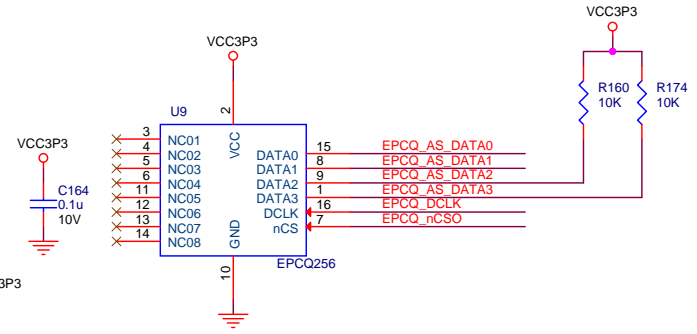 VCC3P3
VCC3P3
R160
10K
R174
10K
U9
2
VCC
VCC3P3
C164
0.1u
10V
3 NC01
4 NC02
5 NC03
6 NC04
11 NC05
12 NC06
13 NC07
14 NC08
DATA0 15 EPCQ_AS_DATA0
DATA1 8 EPCQ_AS_DATA1
DATA2 9 EPCQ_AS_DATA2
DATA3 1 EPCQ_AS_DATA3
DCLK 16 EPCQ_DCLK
nCS 7 EPCQ_nCSO
GND
10
EPCQ256
3P3